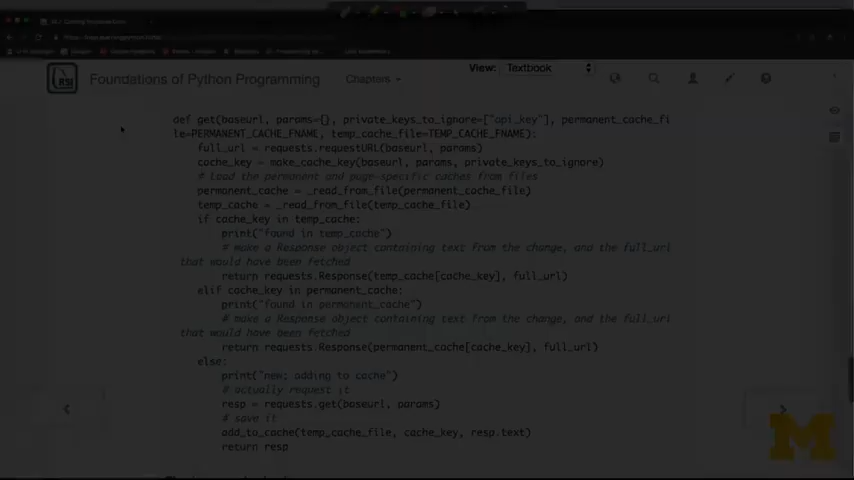 RSI
Foundations of Python Programming
Chapters
View:
Textbook
def get(baseurl, params={}, private_keys_to_ignore=["api_key"], permanent_cache_fi
le=PERMANENT_CACHE_FNAME, temp_cache_file=TEMP_CACHE_FNAME):
full_url = requests.requestURL(baseurl, params)
cache_key = make_cache_key(baseurl, params, private_keys_to_ignore)
# Load the permanent and page-specific caches from files
permanent_cache = _read_from_file(permanent_cache_file)
temp_cache = _read_from_file(temp_cache_file)
if cache_key in temp_cache:
print("found in temp_cache")
# make a Response object containing text from the change, and the full_url
that would have been fetched
return requests.Response(temp_cache[cache_key], full_url)
elif cache_key in permanent_cache:
print("found in permanent_cache")
# make a Response object containing text from the change, and the full_url
that would have been fetched
return requests.Response(permanent_cache[cache_key], full_url)
else:
print("new; adding to cache")
# actually request it
resp = requests.get(baseurl, params)
# save it
add_to_cache(temp_cache_file, cache_key, resp.text)
return resp
M